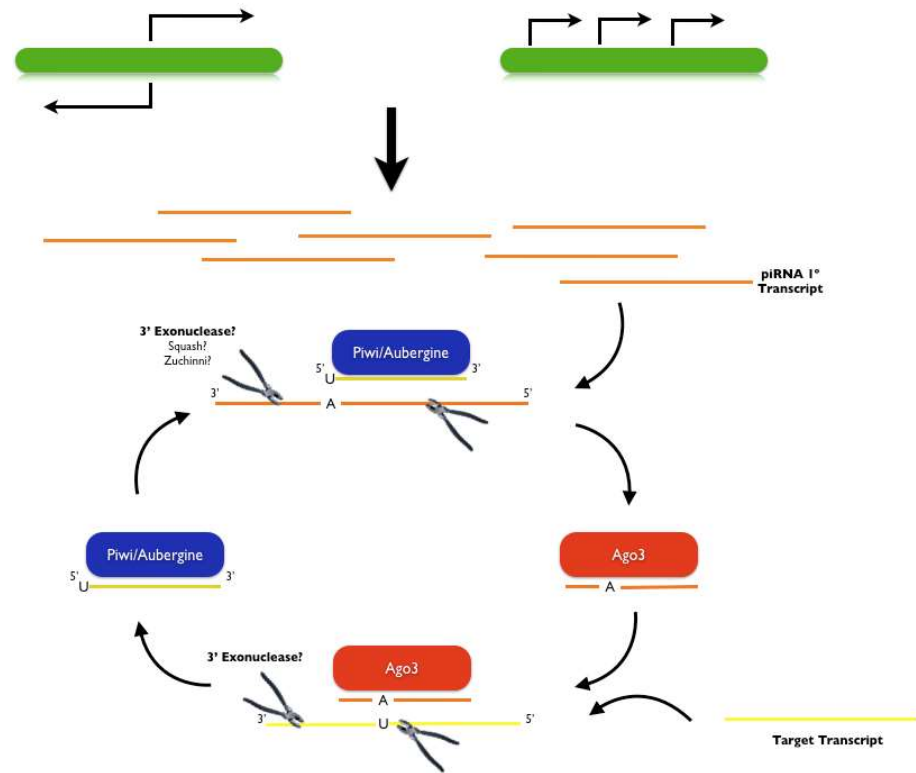 piRNA 1º
Transcript
3' Exonuclease?
Squash?
Zuchinni?
Piwi/Aubergine
5'
3'
U
3'
A
5'
Piwi/Aubergine
5'
U
3'
Ago3
A
3' Exonuclease?
Ago3
A
3'
U
5'
Target Transcript